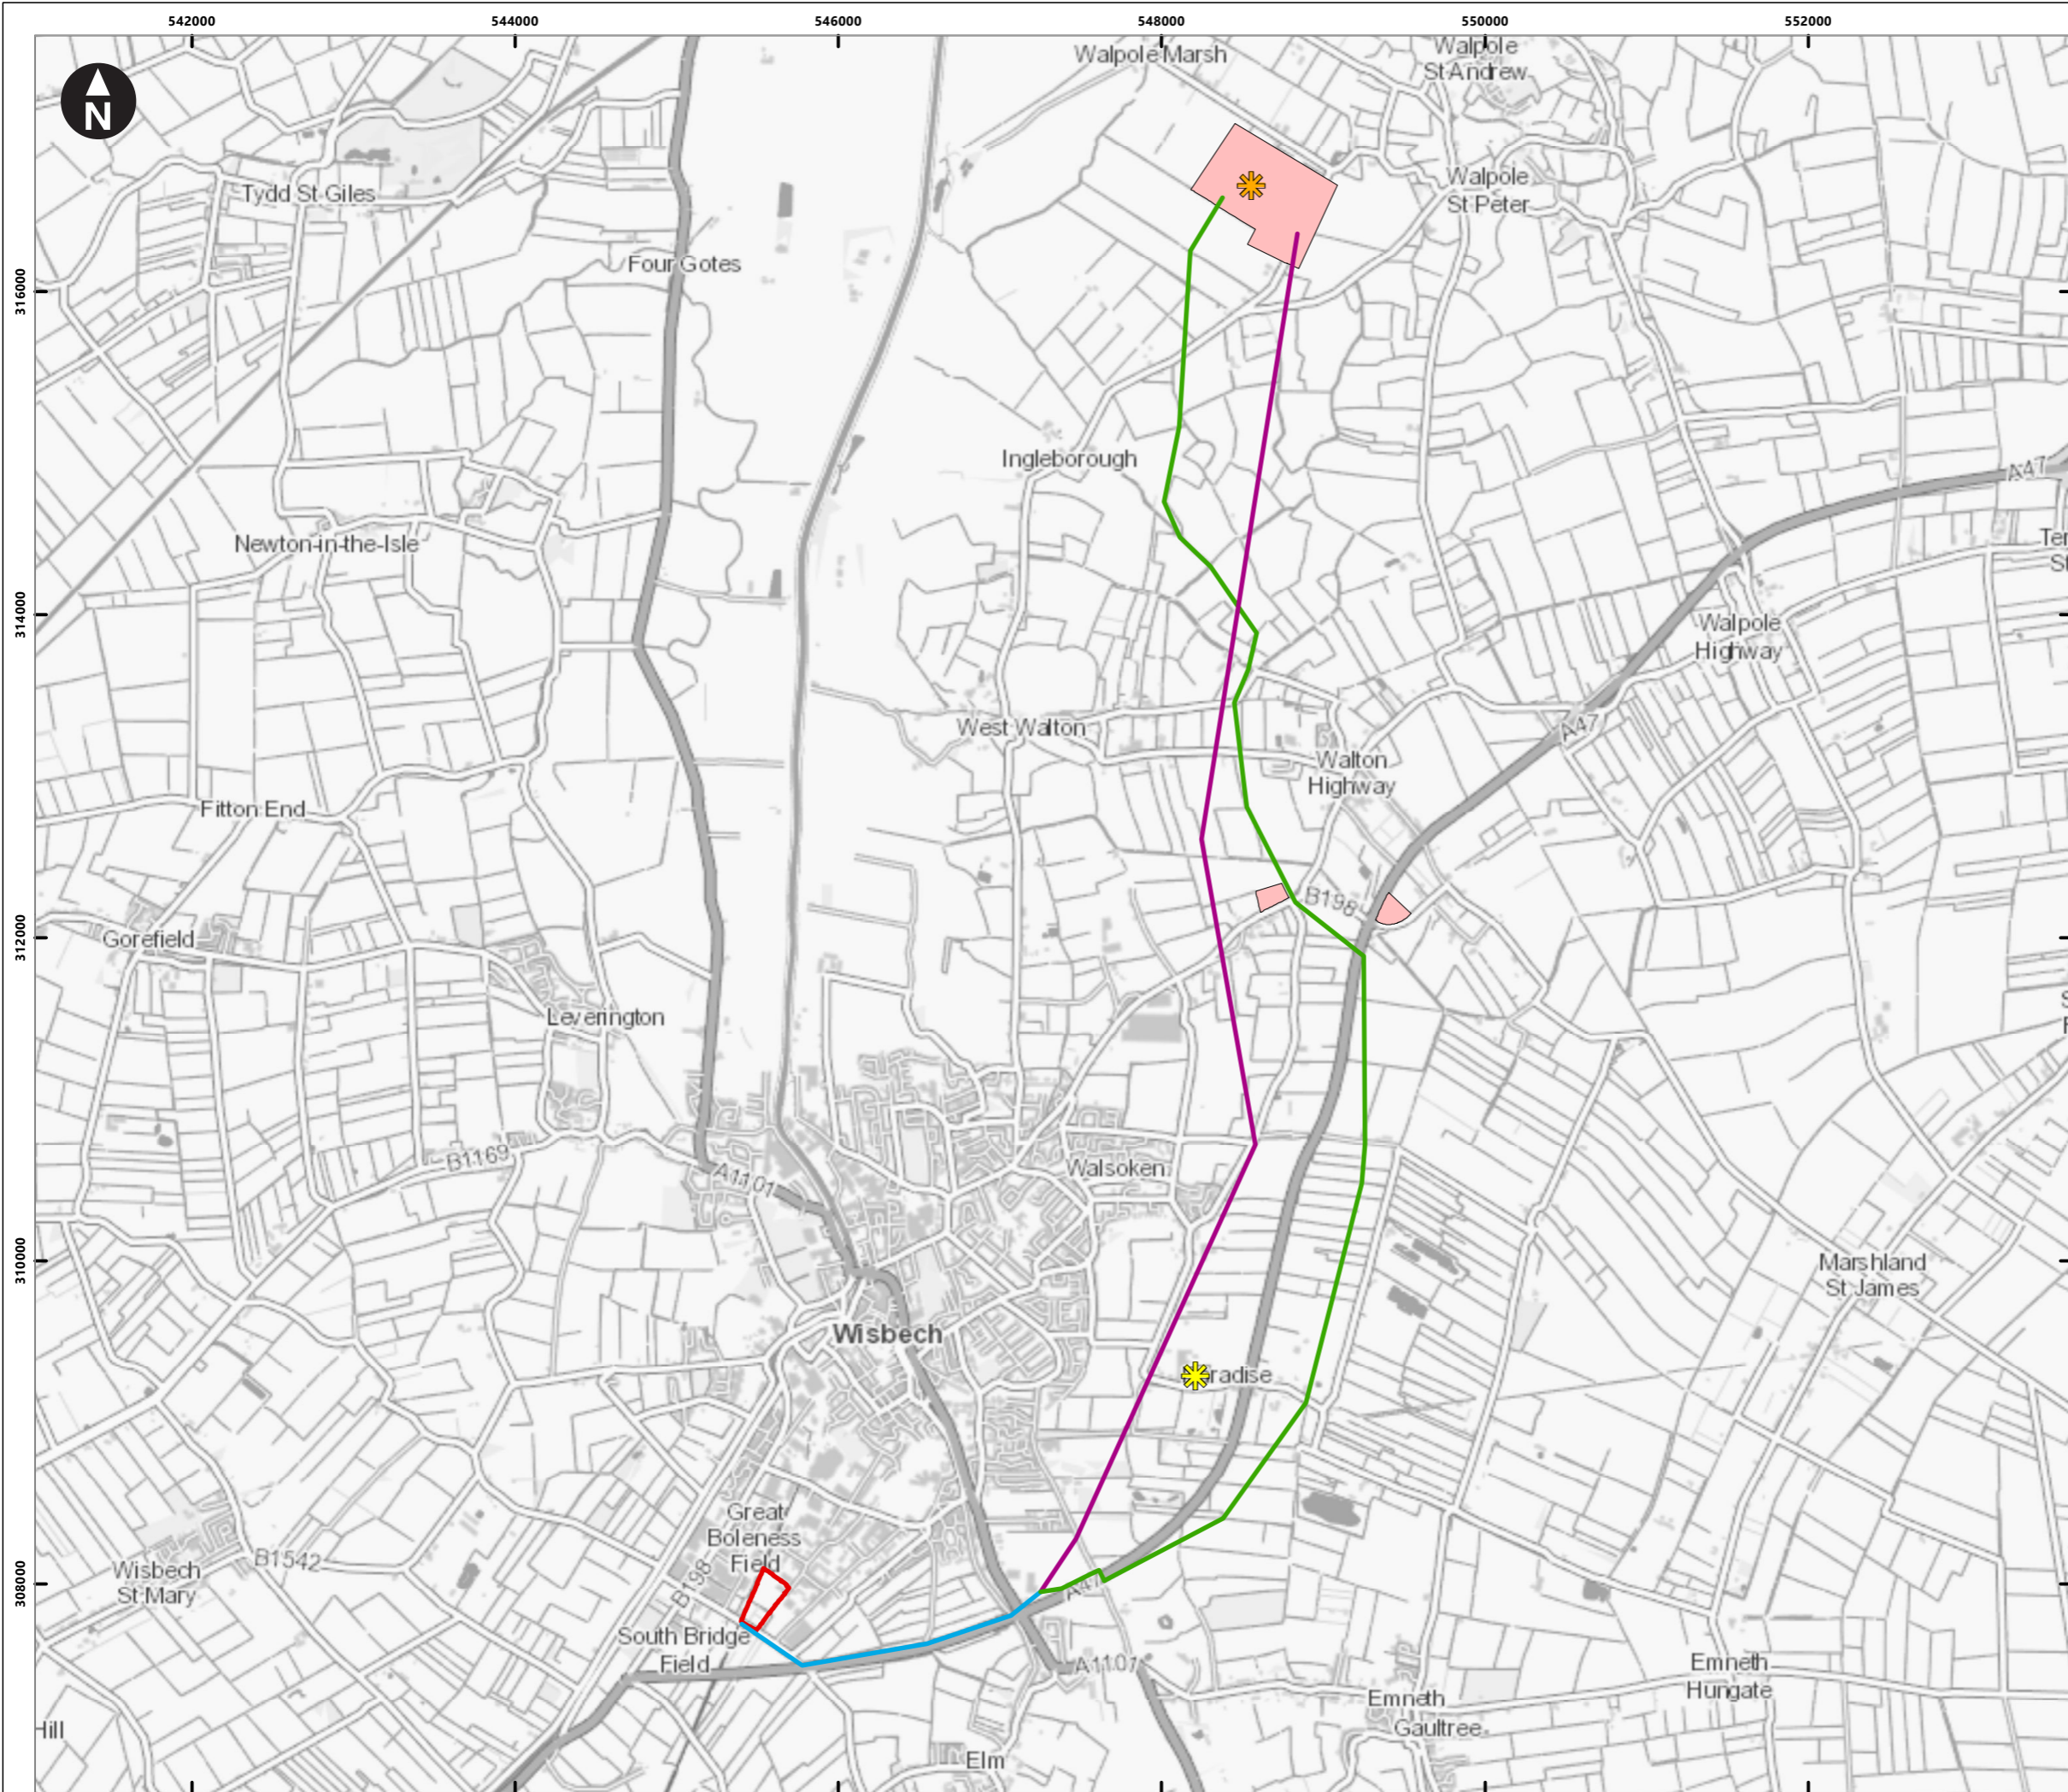 542000 544000 546000 548000 550000 552000
N
Walpole Marsh
Walpole
St Andrew
Tydd St Giles
Walpole
St Peter
Four Gotes
316000
Ingleborough
A47
Newton-in-the-Isle
Ter
St
314000
Walpole
Highway
West Walton
A47
Walton
Highway
Fitton End
B198
312000
Gorefield
S
F
Leverington
B1169
A1101
Walsoken
310000
Marshland
St James
Wisbech
radise
Great
Boleness
Field
B1542
Wisbech
St Mary
B198
308000
A47
South Bridge
Field
A1101
Emneth
Hungate
Emneth
Gaultree
Hill
Elm